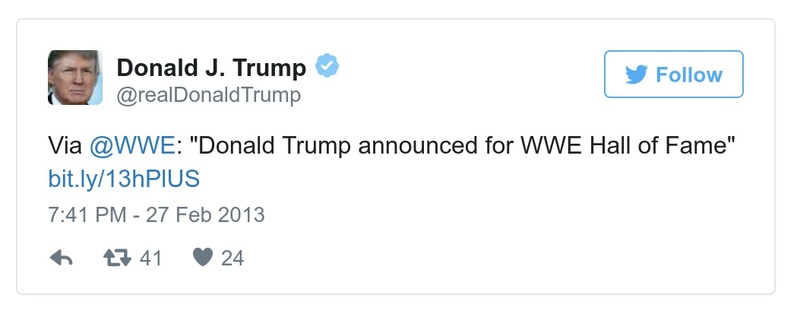 Donald J. Trump
@realDonaldTrump
Follow
Via @WWE: "Donald Trump announced for WWE Hall of Fame"
bit.ly/13hPlUS
7:41 PM - 27 Feb 2013
41 24